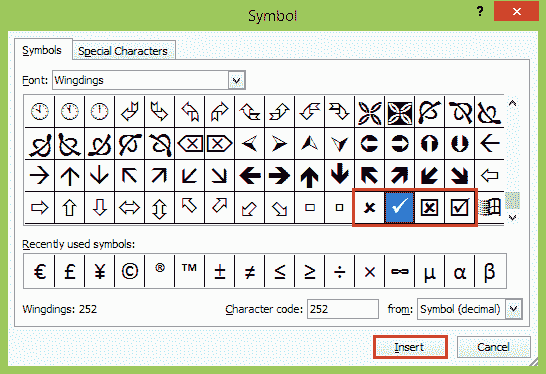 Symbol
?
Symbols Special Characters
Font: Wingdings
Recently used symbols:
€ £ ¥ © ® ™ ± ≠ ≤ ≥ ÷ × ∞ µ α β
Wingdings: 252 Character code: 252 from: Symbol (decimal)
Insert Cancel